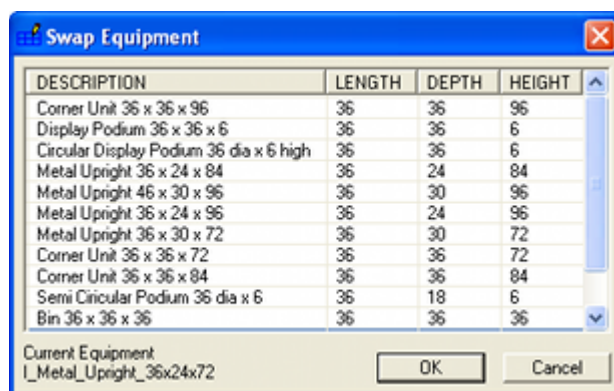 Swap Equipment
DESCRIPTION LENGTH DEPTH HEIGHT
Corner Unit 36 x 36 x 96 36 36 96
Display Podium 36 x 36 x 6 36 36 6
Circular Display Podium 36 dia x 6 high 36 36 6
Metal Upright 36 x 24 x 84 36 24 84
Metal Upright 46 x 30 x 96 36 30 96
Metal Upright 36 x 24 x 96 36 24 96
Metal Upright 36 x 30 x 72 36 30 72
Corner Unit 36 x 36 x 72 36 36 72
Corner Unit 36 x 36 x 84 36 36 84
Semi Ciricular Podium 36 dia x 6 36 18 6
Bin 36 x 36 x 36 36 36 36
Current Equipment
I_Metal_Upright_36x24x72
OK Cancel